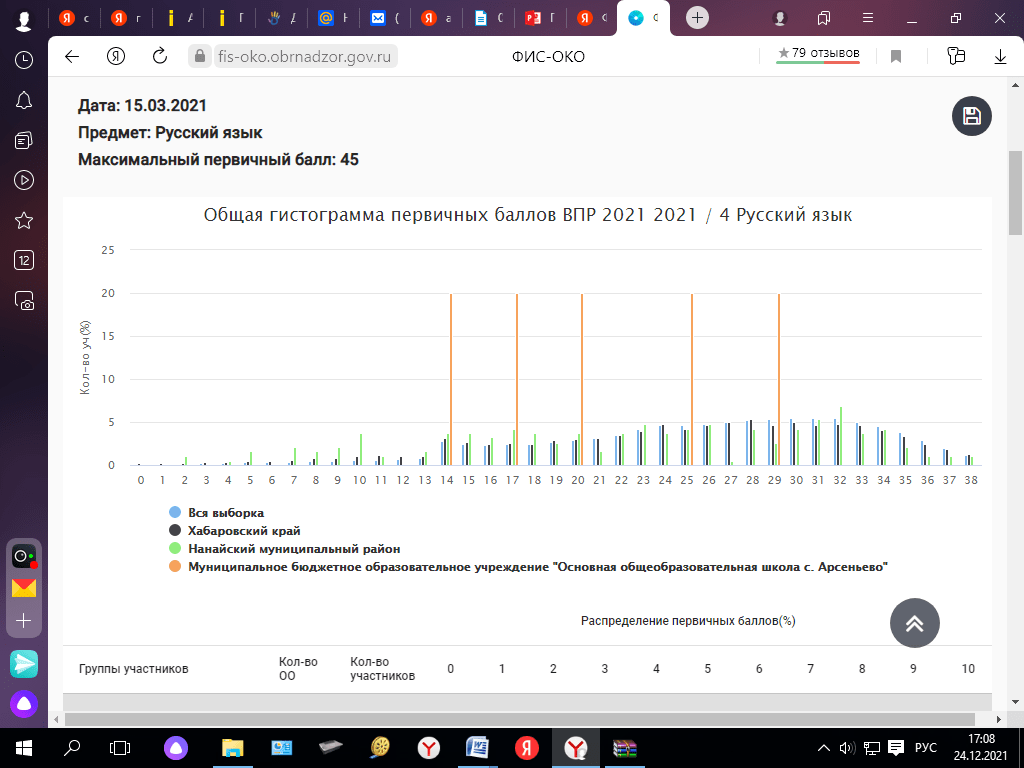 с
г
А
Г
Д
Н
(
а
С
Г
Ф
Ф
fis-oko.obrnadzor.gov.ru
ФИС-ОКО
★79 отзывов
Дата: 15.03.2021
Предмет: Русский язык
Максимальный первичный балл: 45
Общая гистограмма первичных баллов ВПР 2021 2021 / 4 Русский язык
Кол-во уч(%)
25
20
15
10
5
0
0 1 2 3 4 5 6 7 8 9 10 11 12 13 14 15 16 17 18 19 20 21 22 23 24 25 26 27 28 29 30 31 32 33 34 35 36 37 38
Вся выборка
Хабаровский край
Нанайский муниципальный район
Муниципальное бюджетное образовательное учреждение "Основная общеобразовательная школа с. Арсеньево"
Распределение первичных баллов(%)
Группы участников Кол-во ОО Кол-во участников 0 1 2 3 4 5 6 7 8 9 10
12
РУС
17:08
24.12.2021